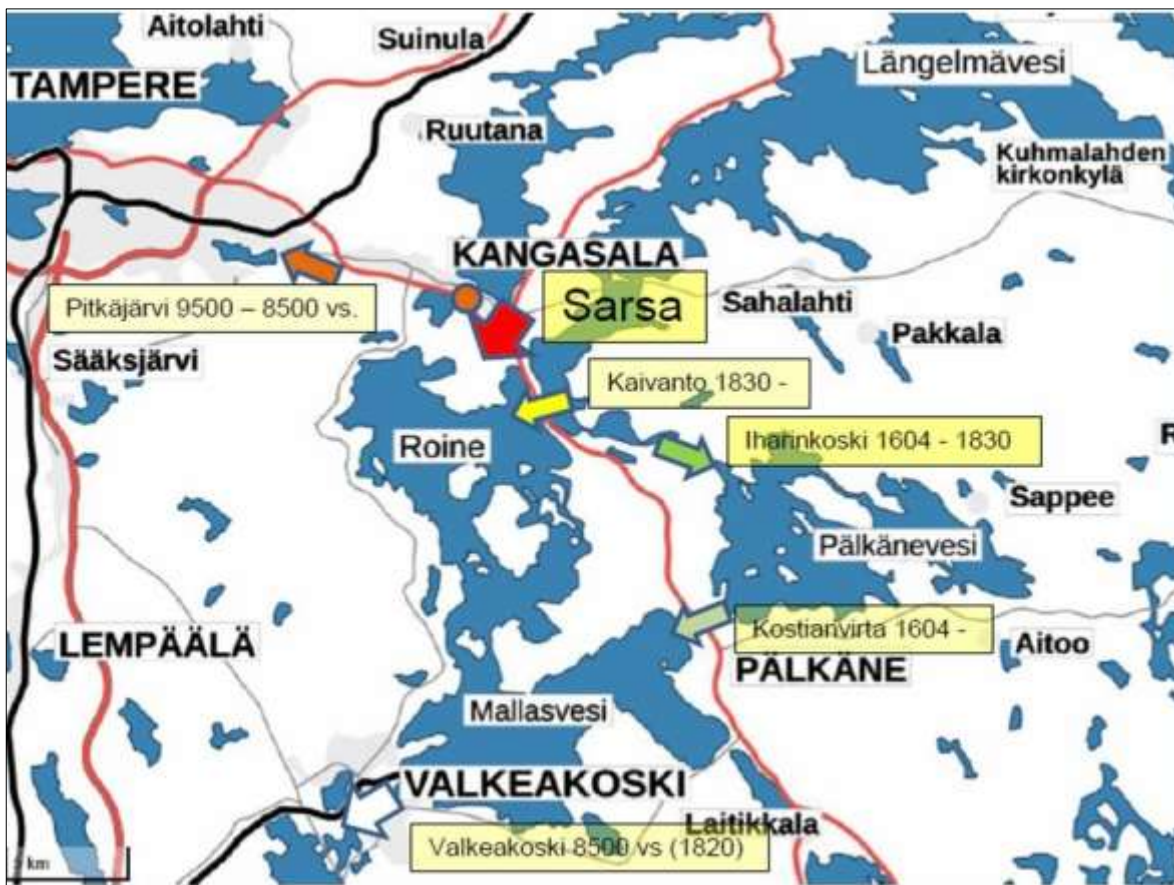 Aitolahti
Suinula
TAMPERE
Längelmävesi
Ruutana
Kuhmalahden
kirkonkylä
KANGASALA
Sarsa
Sahalahti
Pakkala
Pitkäjärvi 9500 – 8500 vs.
Sääksjärvi
Kaivanto 1830 -
Roine
Iharinkoski 1604 - 1830
R
Sappee
Pälkänevesi
Kostianvirta 1604 -
Aitoo
LEMPÄÄLÄ
PÄLKÄNE
Mallasvesi
VALKEAKOSKI
Laitikkala
Valkeakoski 8500 vs (1820)
km